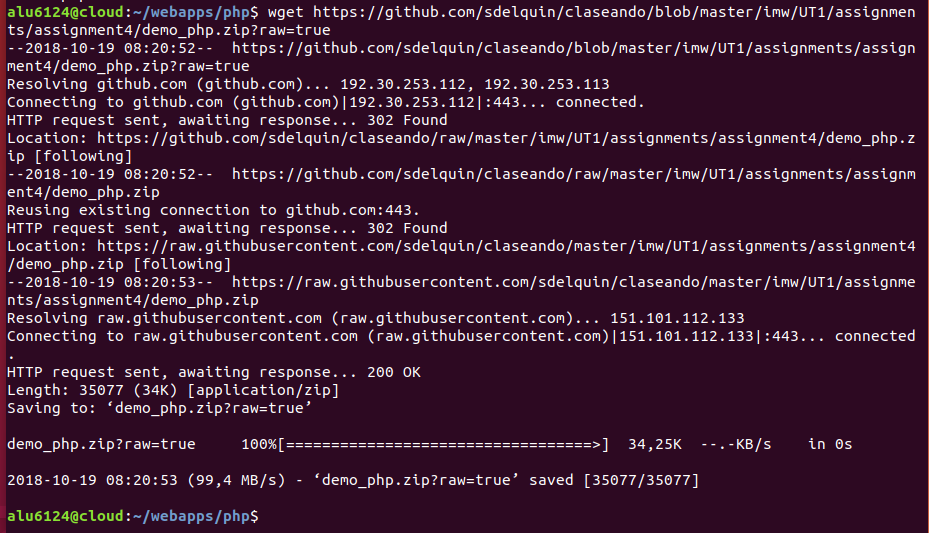 alu6124@cloud:~/webapps/php$ wget https://github.com/sdelquin/claseando/blob/master/imw/UT1/assignmen
ts/assignment4/demo_php.zip?raw=true
--2018-10-19 08:20:52--  https://github.com/sdelquin/claseando/blob/master/imw/UT1/assignments/assign
ment4/demo_php.zip?raw=true
Resolving github.com (github.com)... 192.30.253.112, 192.30.253.113
Connecting to github.com (github.com)|192.30.253.112|:443... connected.
HTTP request sent, awaiting response... 302 Found
Location: https://github.com/sdelquin/claseando/raw/master/imw/UT1/assignments/assignment4/demo_php.z
ip [following]
--2018-10-19 08:20:52--  https://github.com/sdelquin/claseando/raw/master/imw/UT1/assignments/assignm
ent4/demo_php.zip
Reusing existing connection to github.com:443.
HTTP request sent, awaiting response... 302 Found
Location: https://raw.githubusercontent.com/sdelquin/claseando/master/imw/UT1/assignments/assignment4
/demo_php.zip [following]
--2018-10-19 08:20:53--  https://raw.githubusercontent.com/sdelquin/claseando/master/imw/UT1/assignme
nts/assignment4/demo_php.zip
Resolving raw.githubusercontent.com (raw.githubusercontent.com)... 151.101.112.133
Connecting to raw.githubusercontent.com (raw.githubusercontent.com)|151.101.112.133|:443... connected
.
HTTP request sent, awaiting response... 200 OK
Length: 35077 (34K) [application/zip]
Saving to: ‘demo_php.zip?raw=true’
demo_php.zip?raw=true     100%[==================================>]  34,25K  --.-KB/s    in 0s
2018-10-19 08:20:53 (99,4 MB/s) - ‘demo_php.zip?raw=true’ saved [35077/35077]
alu6124@cloud:~/webapps/php$